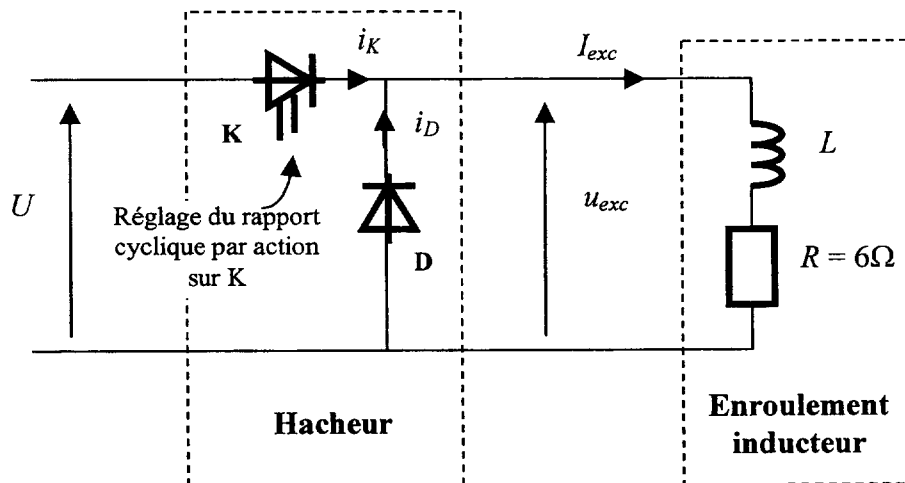 i_K
I_exc
K
i_D
L
U
Réglage du rapport
cyclique par action
sur K
D
u_exc
R = 6Ω
Hacheur
Enroulement
inducteur